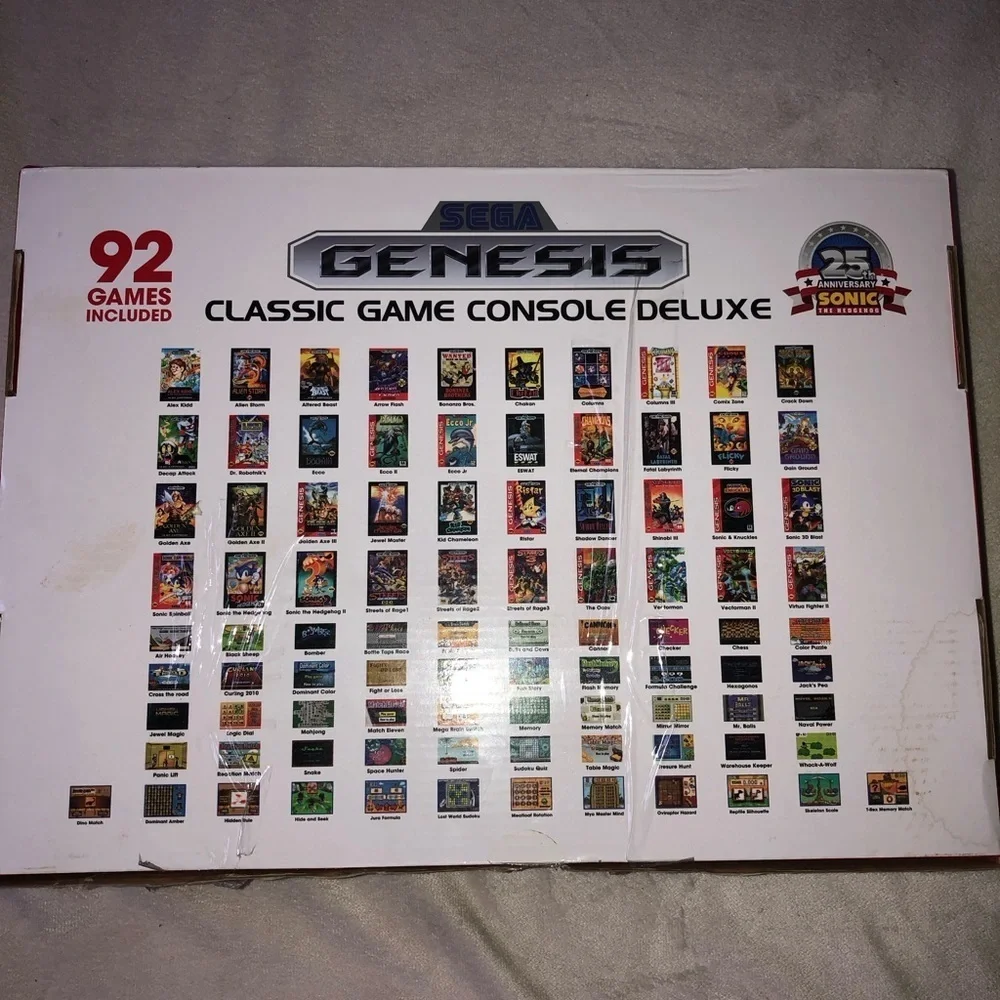 SEGA
GENESIS
CLASSIC GAME CONSOLE DELUXE
92
GAMES
INCLUDED
25th
ANNIVERSARY
SONIC
THE HEDGEHOG
Alex Kidd Alien Storm Altered Beast Arrow Flash Bonanza Bros. Chakan Columns Columns III Comix Zone Crack Down
Decap Attack Dr. Robotnik's Ecco Ecco II Ecco Jr ESWAT Eternal Champions Fatal Labyrinth Flicky Gain Ground
Golden Axe Golden Axe II Golden Axe III Jewel Master Kid Chameleon Ristar Shadow Dancer Shinobi III Sonic & Knuckles Sonic 3D Blast
Sonic Spinball Sonic the Hedgehog Sonic the Hedgehog II Streets of Rage1 Streets of Rage2 Streets of Rage3 The Ooze Vectorman Vectorman II Virtua Fighter II
Air Hockey Black Sheep Bomber Bottle Taps Race Cannon Checker Chess Color Puzzle
Cross the road Curling 2010 Dominant Color Fight or Lose Fish Story Flash Memory Formula Challenge Hexagonos Jack's Pea
Jewel Magic Logic Dial Mahjong Match Eleven Mega Brain Switch Memory Memory Match Mirror Mirror Mr. Balls Naval Power
Panic Lift Reaction Match Snake Space Hunter Spider Sudoku Quiz Table Magic Treasure Hunt Warehouse Keeper Whack-A-Wolf
Dino Match Dominant Amber Hidden Hide and Seek Jura Formula Lost World Sudoku Meatloaf Rotation Mya Master Mind Oviraptor Hazard Reptile Silhouette Skeleton Scale T-Rex Memory Match